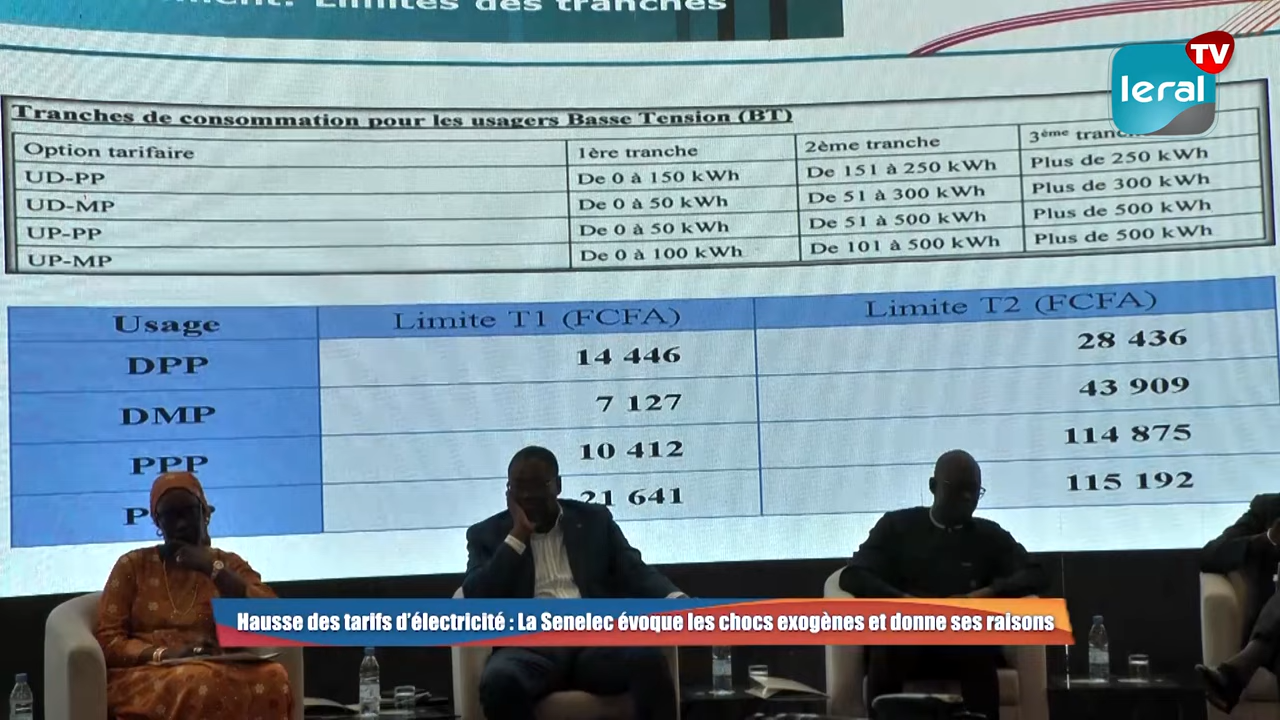 Limites des tranches
TV
leral
Tranches de consommation pour les usagers Basse Tension (BT)
Option tarifaire 1ère tranche 2ème tranche 3ème
UD-PP De 0 à 150 kWh De 151 à 250 kWh Plus de 250 kWh
UD-MP De 0 à 50 kWh De 51 à 300 kWh Plus de 300 kWh
UP-PP De 0 à 50 kWh De 51 à 500 kWh Plus de 500 kWh
UP-MP De 0 à 100 kWh De 101 à 500 kWh Plus de 500 kWh
Usage Limite T1 (FCFA) Limite T2 (FCFA)
DPP 14 446 28 436
DMP 7 127 43 909
PPP 10 412 114 875
21 641 115 192
Hausse des tarifs d'électricité : La Senelec évoque les chocs exogènes et donne ses raisons